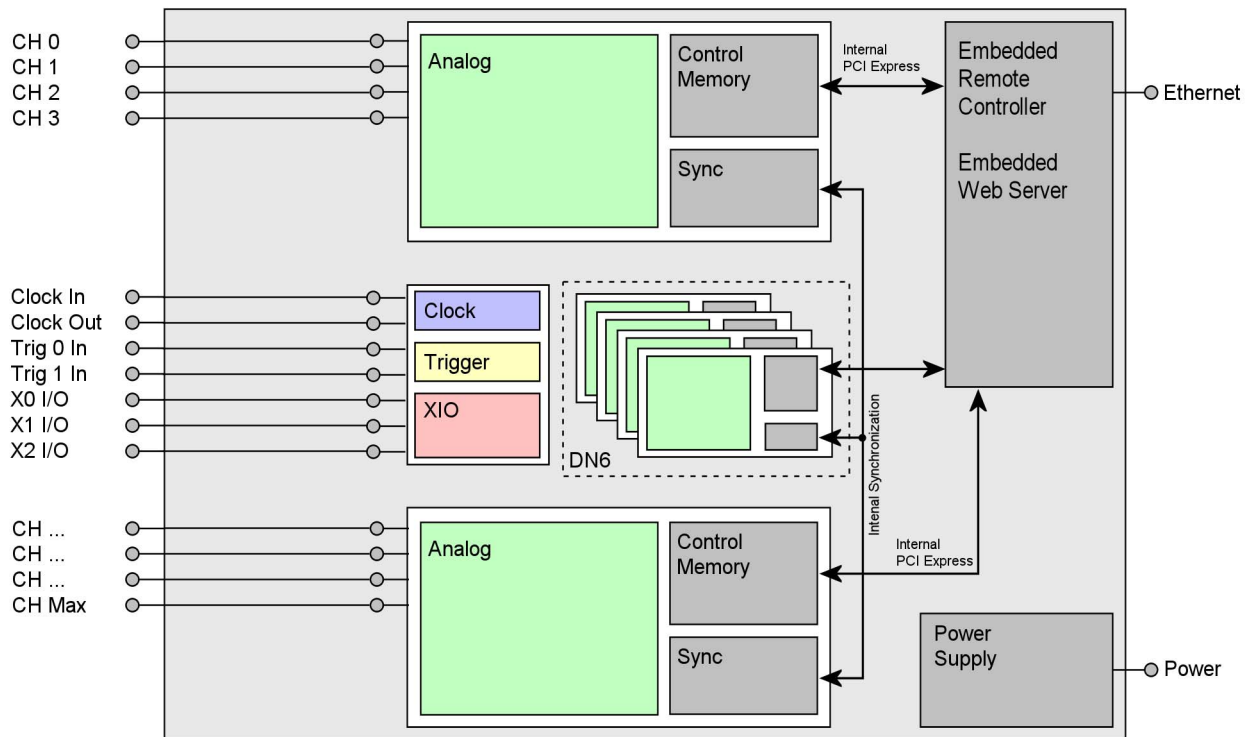 CH 0
CH 1
CH 2
CH 3
Analog
Control
Memory
Sync
Internal
PCI Express
Embedded
Remote
Controller
Embedded
Web Server
Ethernet
Clock In
Clock Out
Trig 0 In
Trig 1 In
X0 I/O
X1 I/O
X2 I/O
Clock
Trigger
XIO
DN6
Intenal Synchronization
CH ...
CH ...
CH ...
CH Max
Analog
Control
Memory
Sync
Internal
PCI Express
Power
Supply
Power